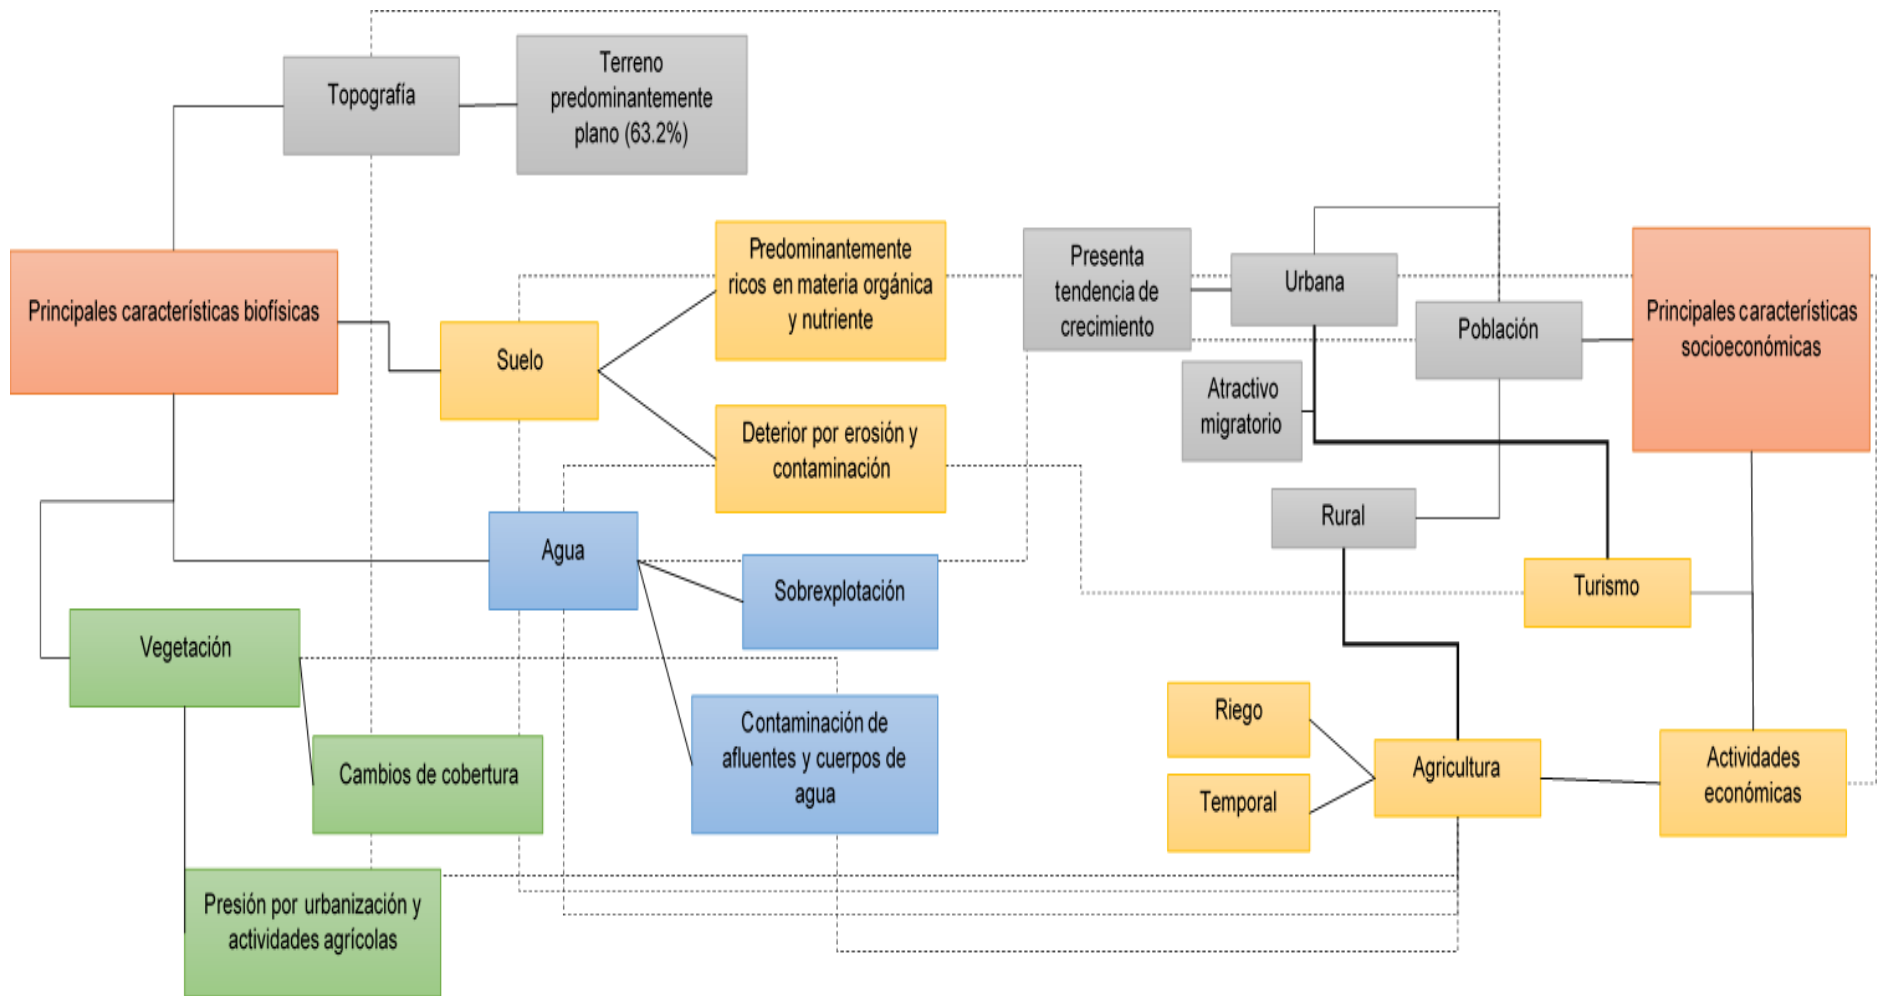 Topografía
Terreno
predominantemente
plano (63.2%)
Principales característicås biofísicas
Suelo
Predominantemente
ricos en materia orgánica
y nutriente
Deterior por erosión y
contaminación
Agua
Sobrexplotación
Contaminación de
afluentes y cuerpos de
agua
Vegetación
Cambios de cobertura
Presión por urbanización y
actividades agrícolas
Presenta
tendencia de
crecimiento
Urbana
Población
Principales características
socioeconómicas
Atractivo
migratorio
Rural
Turismo
Riego
Temporal
Agricultura
Actividades
económicas